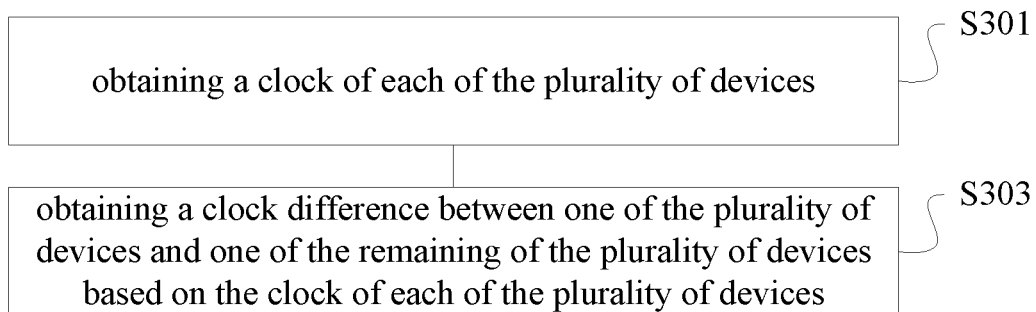 S301
obtaining a clock of each of the plurality of devices
S303
obtaining a clock difference between one of the plurality of
devices and one of the remaining of the plurality of devices
based on the clock of each of the plurality of devices